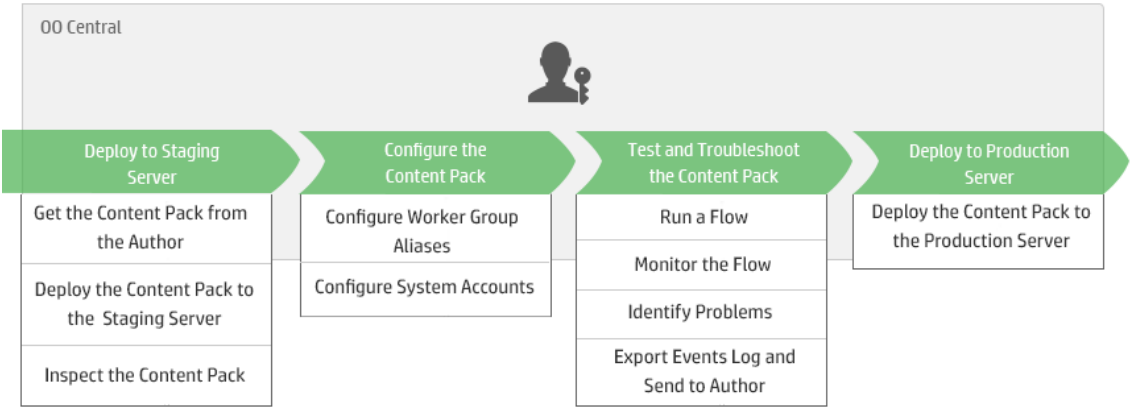 OO Central
Deploy to Staging
Server
Get the Content Pack from
the Author
Deploy the Content Pack to
the Staging Server
Inspect the Content Pack
Configure the
Content Pack
Configure Worker Group
Aliases
Configure System Accounts
Test and Troubleshoot
the Content Pack
Run a Flow
Monitor the Flow
Identify Problems
Export Events Log and
Send to Author
Deploy to Production
Server
Deploy the Content Pack to
the Production Server